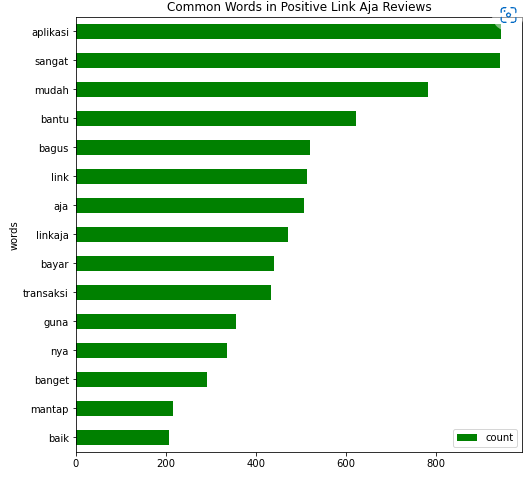 Common Words in Positive Link Aja Reviews
words
aplikasi
sangat
mudah
bantu
bagus
link
aja
linkaja
bayar
transaksi
guna
nya
banget
mantap
baik
0 200 400 600 800
count